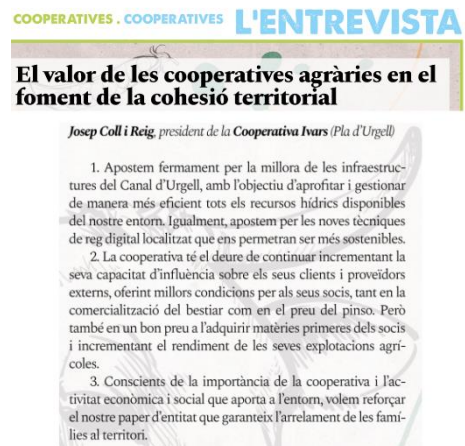 COOPERATIVES . COOPERATIVES L'ENTREVISTA
El valor de les cooperatives agràries en el
foment de la cohesió territorial
Josep Coll i Reig, president de la Cooperativa Ivars (Pla d'Urgell)
1. Apostem fermament per la millora de les infraestruc-
tures del Canal d'Urgell, amb l'objectiu d'aprofitar i gestionar
de manera més eficient tots els recursos hídrics disponibles
del nostre entorn. Igualment, apostem per les noves tècniques
de reg digital localitzat que ens permetran ser més sostenibles.
2. La cooperativa té el deure de continuar incrementant la
seva capacitat d'influència sobre els seus clients i proveïdors
externs, oferint millors condicions per als seus socis, tant en la
comercialització del bestiar com en el preu del pinso. Però
també en un bon preu a l'adquirir matèries primeres dels socis
i incrementant el rendiment de les seves explotacions agrí-
coles.
3. Conscients de la importància de la cooperativa i l'ac-
tivitat econòmica i social que aporta a l'entorn, volem reforçar
el nostre paper d'entitat que garanteix l'arrelament de les famí-
lies al territori.